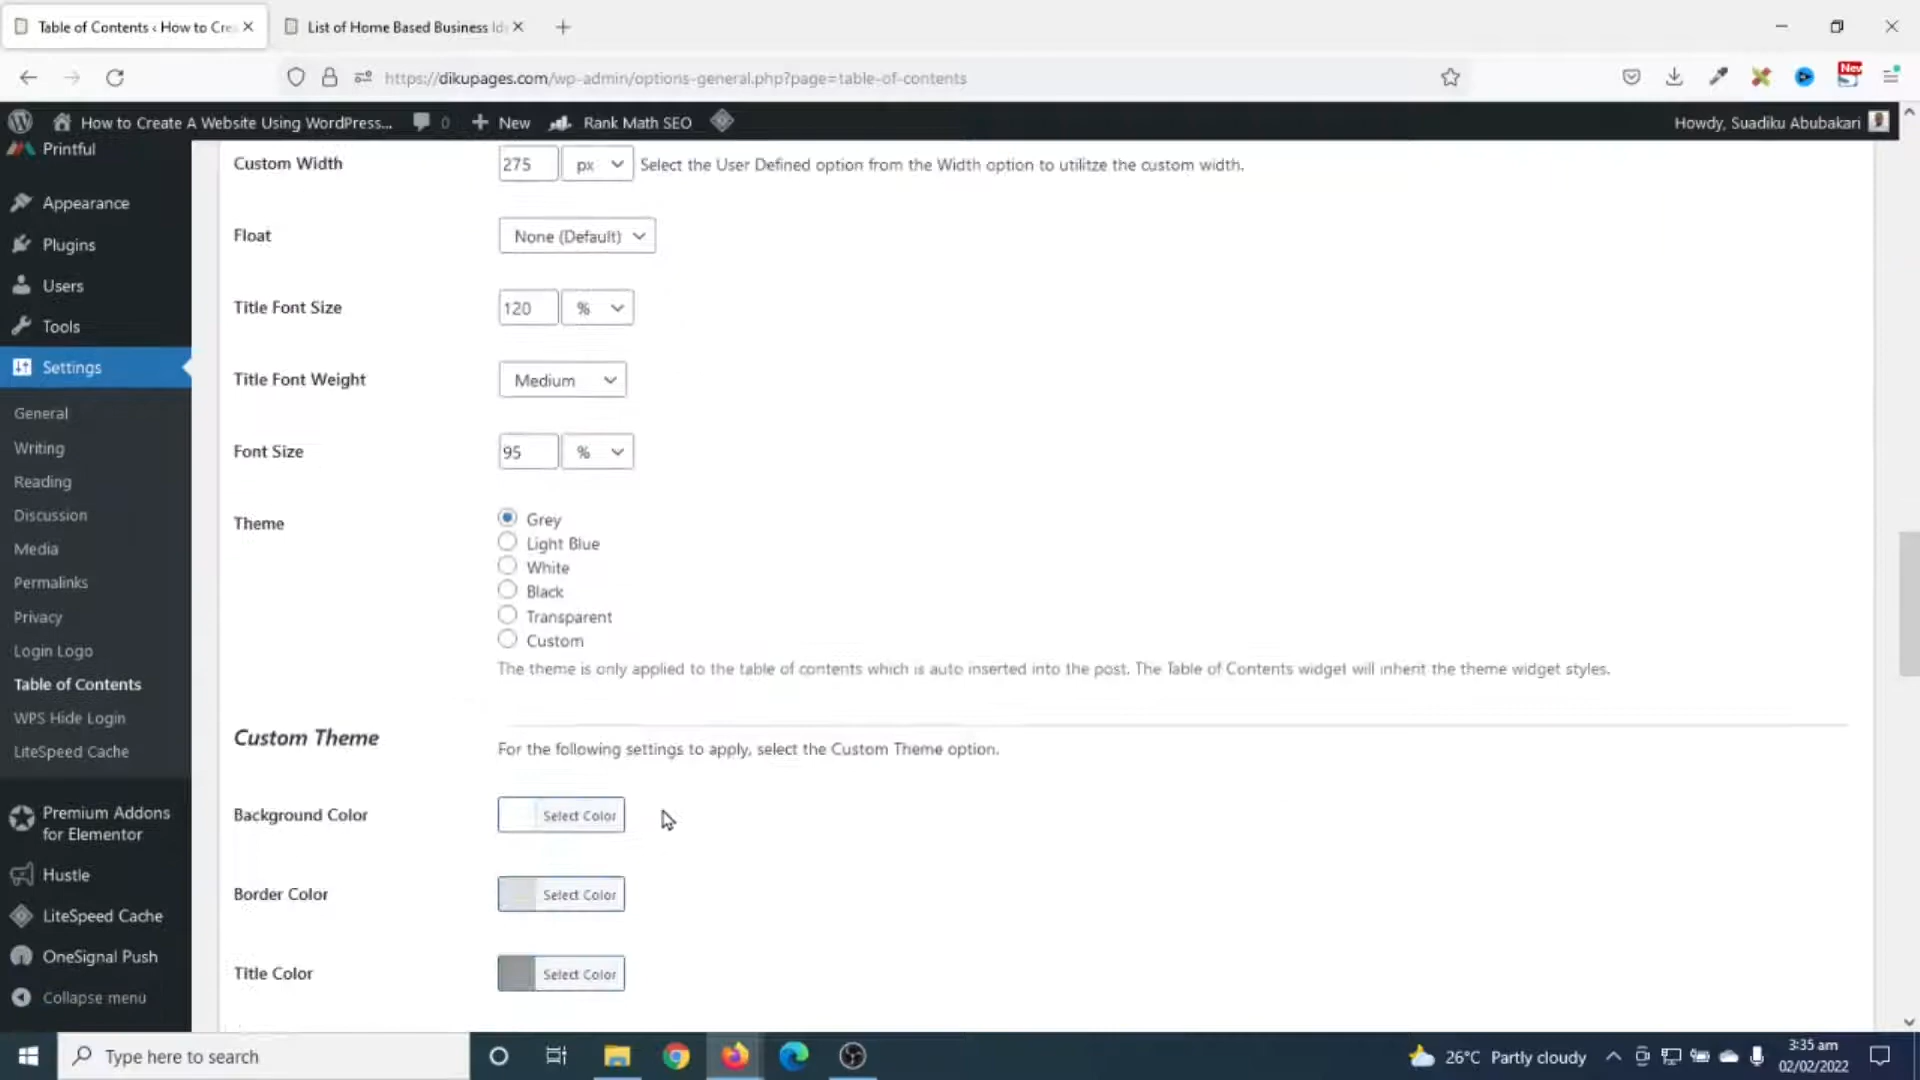 Table of Contents ‹ How to Cre
List of Home Based Business Id
https://dikupages.com/wp-admin/options-general.php?page=table-of-contents
New
How to Create A Website Using WordPress...
0
New
Rank Math SEO
Howdy, Suadiku Abubakari
Printful
Appearance
Plugins
Users
Tools
Settings
General
Writing
Reading
Discussion
Media
Permalinks
Privacy
Login Logo
Table of Contents
WPS Hide Login
LiteSpeed Cache
Premium Addons
for Elementor
Hustle
LiteSpeed Cache
OneSignal Push
Collapse menu
Custom Width 275 px Select the User Defined option from the Width option to utilitze the custom width.
Float None (Default)
Title Font Size 120 %
Title Font Weight Medium
Font Size 95 %
Theme Grey
Light Blue
White
Black
Transparent
Custom
The theme is only applied to the table of contents which is auto inserted into the post. The Table of Contents widget will inherit the theme widget styles.
Custom Theme
For the following settings to apply, select the Custom Theme option.
Background Color Select Color
Border Color Select Color
Title Color Select Color
Type here to search
26°C Partly cloudy
3:35 am
02/02/2022